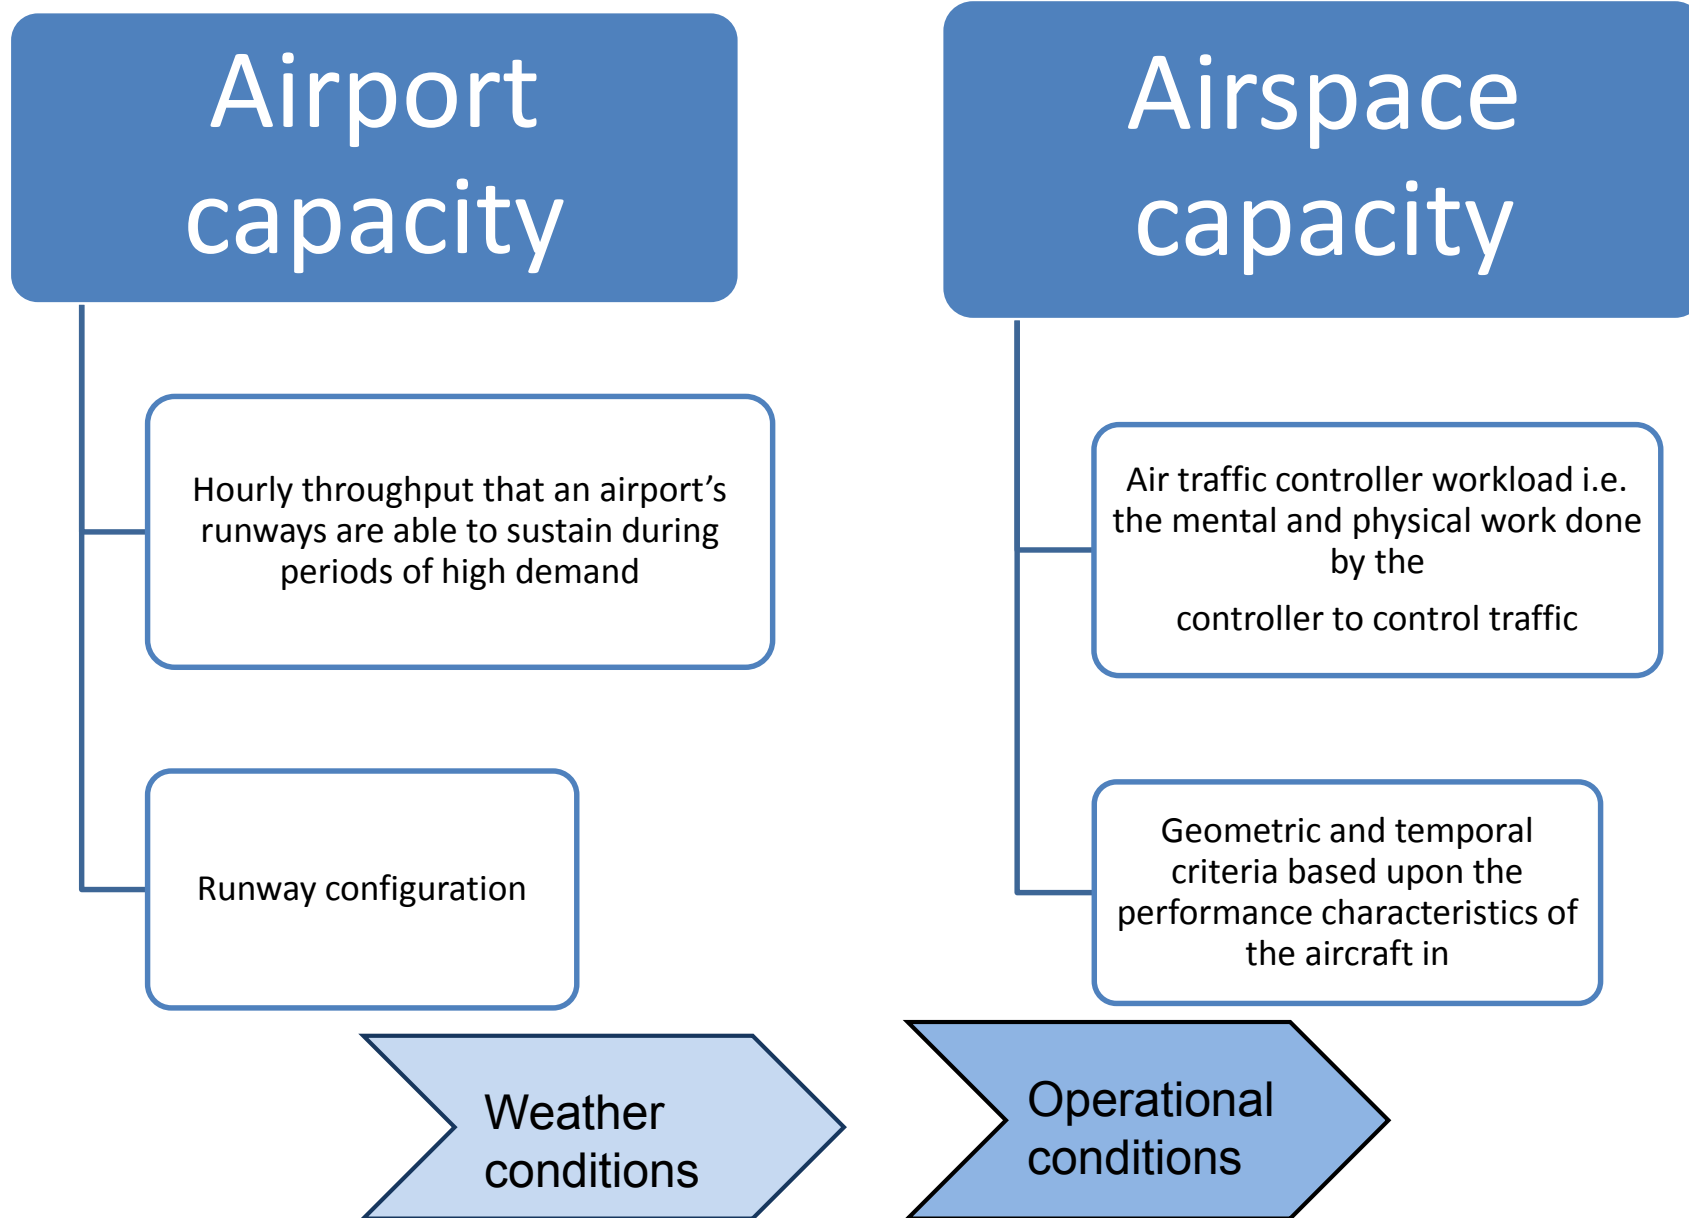 Airport
capacity
Hourly throughput that an airport’s
runways are able to sustain during
periods of high demand
Runway configuration
Airspace
capacity
Air traffic controller workload i.e.
the mental and physical work done
by the
controller to control traffic
Geometric and temporal
criteria based upon the
performance characteristics of
the aircraft in
Weather
conditions
Operational
conditions